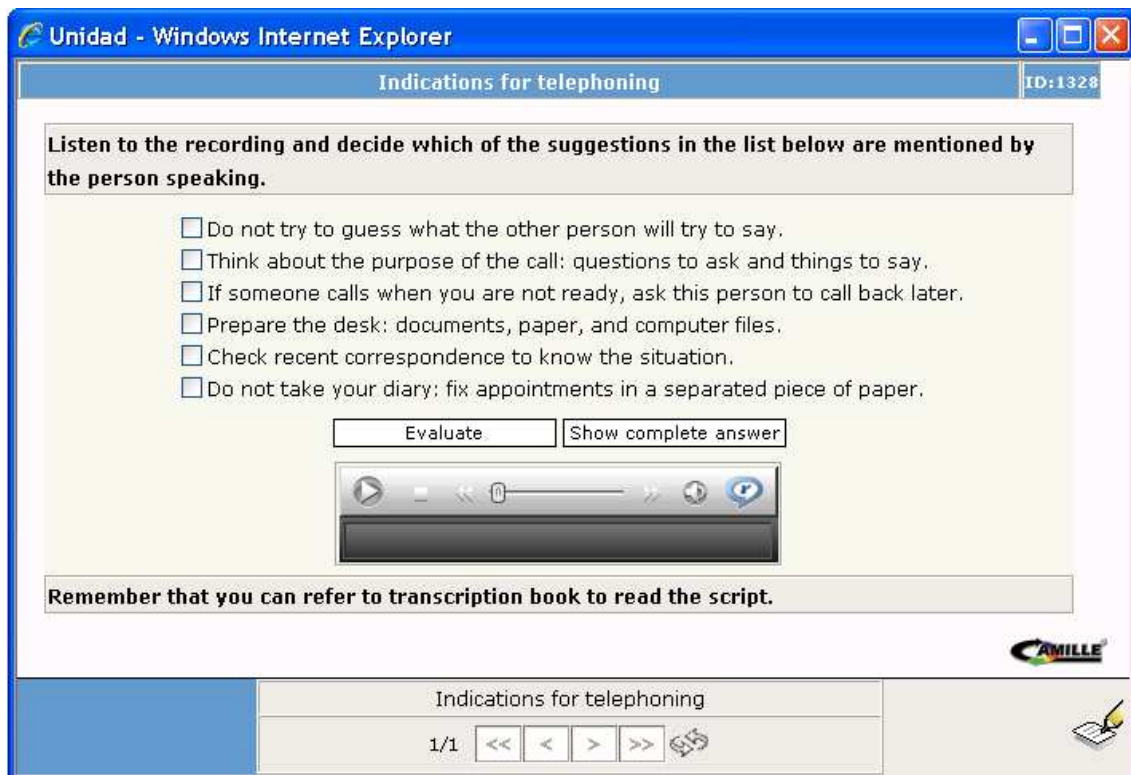 Unidad - Windows Internet Explorer
Indications for telephoning
ID:1328
Listen to the recording and decide which of the suggestions in the list below are mentioned by
the person speaking.
Do not try to guess what the other person will try to say.
Think about the purpose of the call: questions to ask and things to say.
If someone calls when you are not ready, ask this person to call back later.
Prepare the desk: documents, paper, and computer files.
Check recent correspondence to know the situation.
Do not take your diary: fix appointments in a separated piece of paper.
Evaluate
Show complete answer
Remember that you can refer to transcription book to read the script.
CAMILLE
Indications for telephoning
1/1 << < > >>